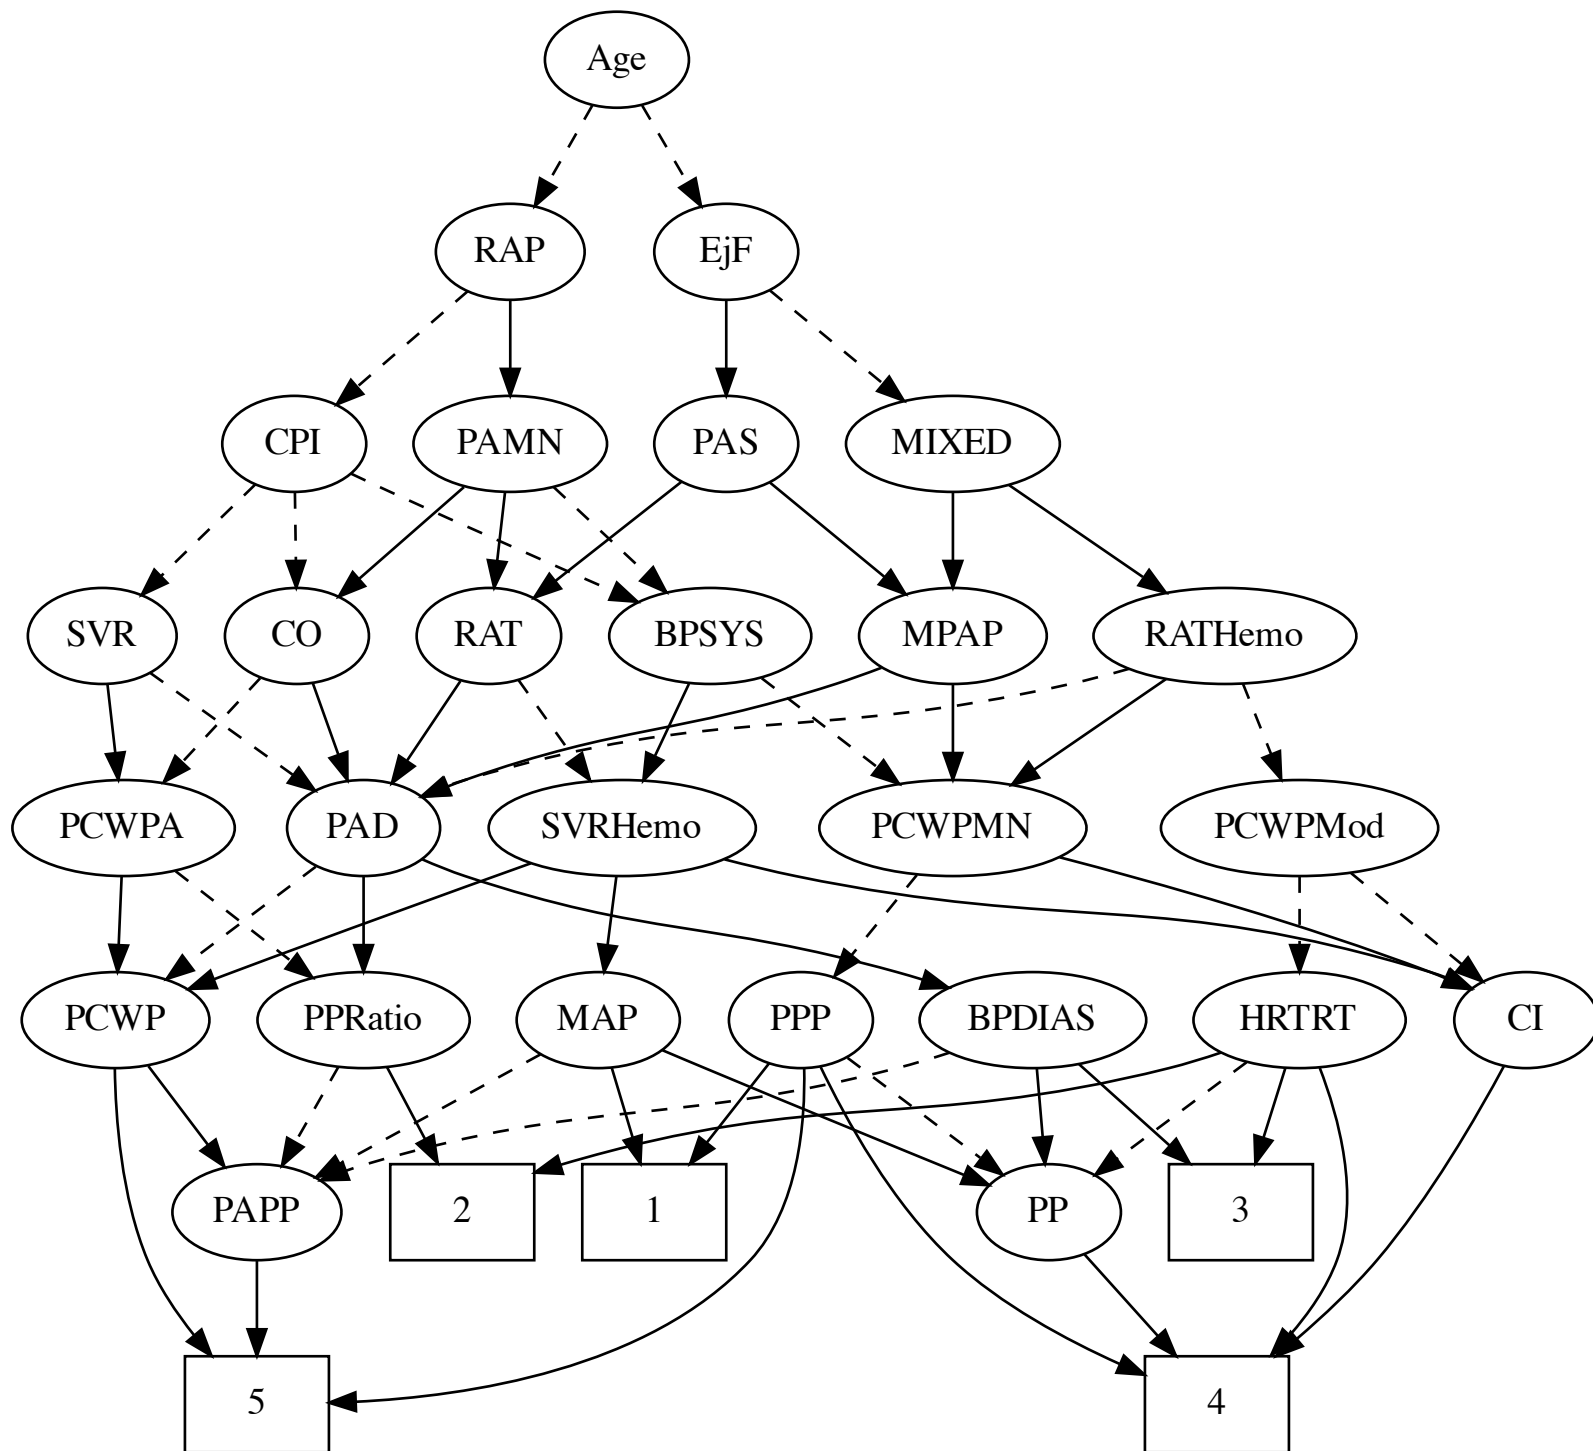 Age
RAP
EjF
CPI
PAMN
PAS
MIXED
SVR
CO
RAT
BPSYS
MPAP
RATHemo
PCWPA
PAD
SVRHemo
PCWPMN
PCWPMod
PCWP
PPRatio
MAP
PPP
BPDIAS
HRTRT
CI
PAPP
2
1
PP
3
5
4